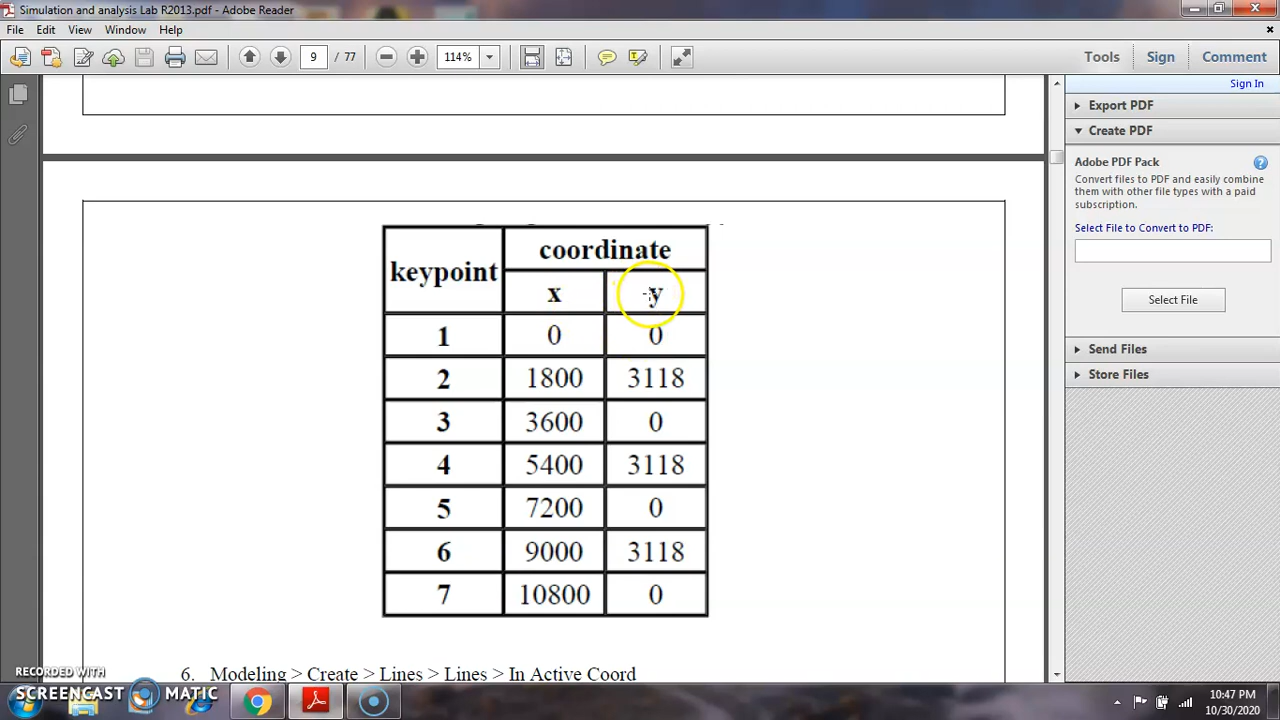 Simulation and analysis Lab R2013.pdf - Adobe Reader
File Edit View Window Help
9 / 77 114% Tools Sign Comment
Sign In
Export PDF
Create PDF
Adobe PDF Pack
Convert files to PDF and easily combine
them with other file types with a paid
subscription.
Select File to Convert to PDF:
Select File
Send Files
Store Files
keypoint coordinate
x y
1 0 0
2 1800 3118
3 3600 0
4 5400 3118
5 7200 0
6 9000 3118
7 10800 0
6. Modeling > Create > Lines > Lines > In Active Coord
RECORDED WITH
SCREENCAST MATIC
10:47 PM
10/30/2020